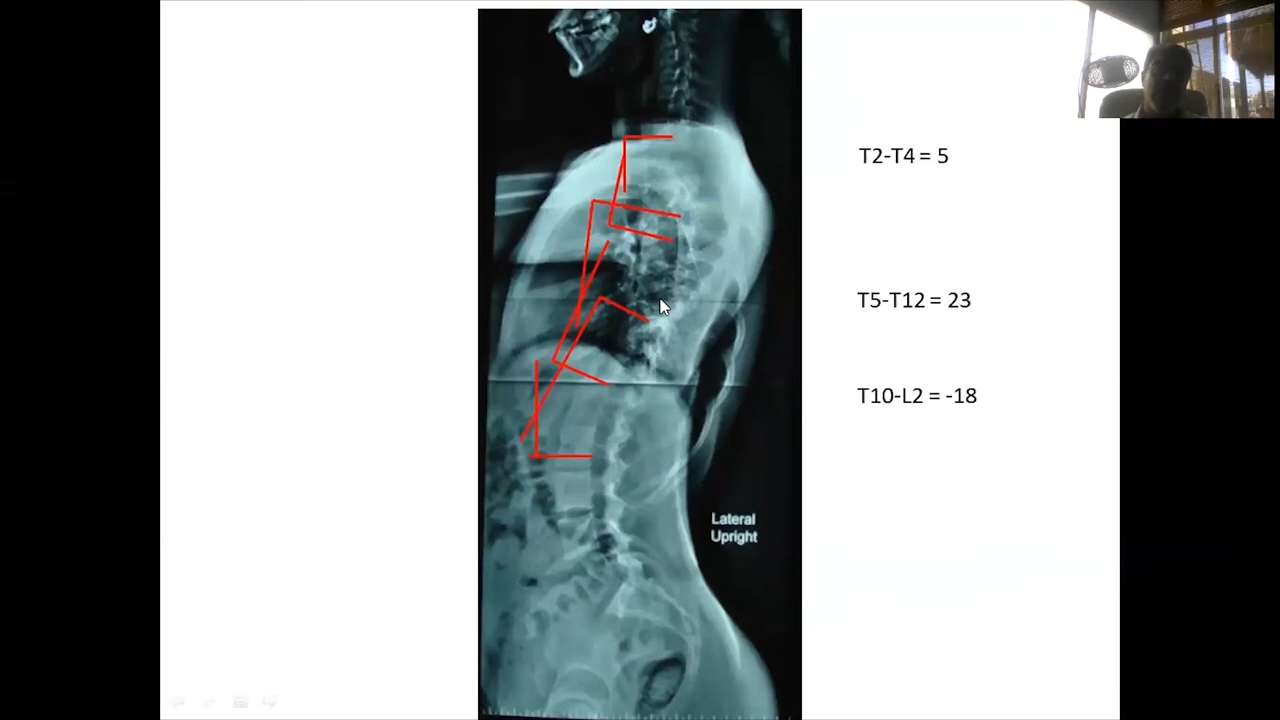 T2-T4 = 5
T5-T12 = 23
T10-L2 = -18
Lateral
Upright